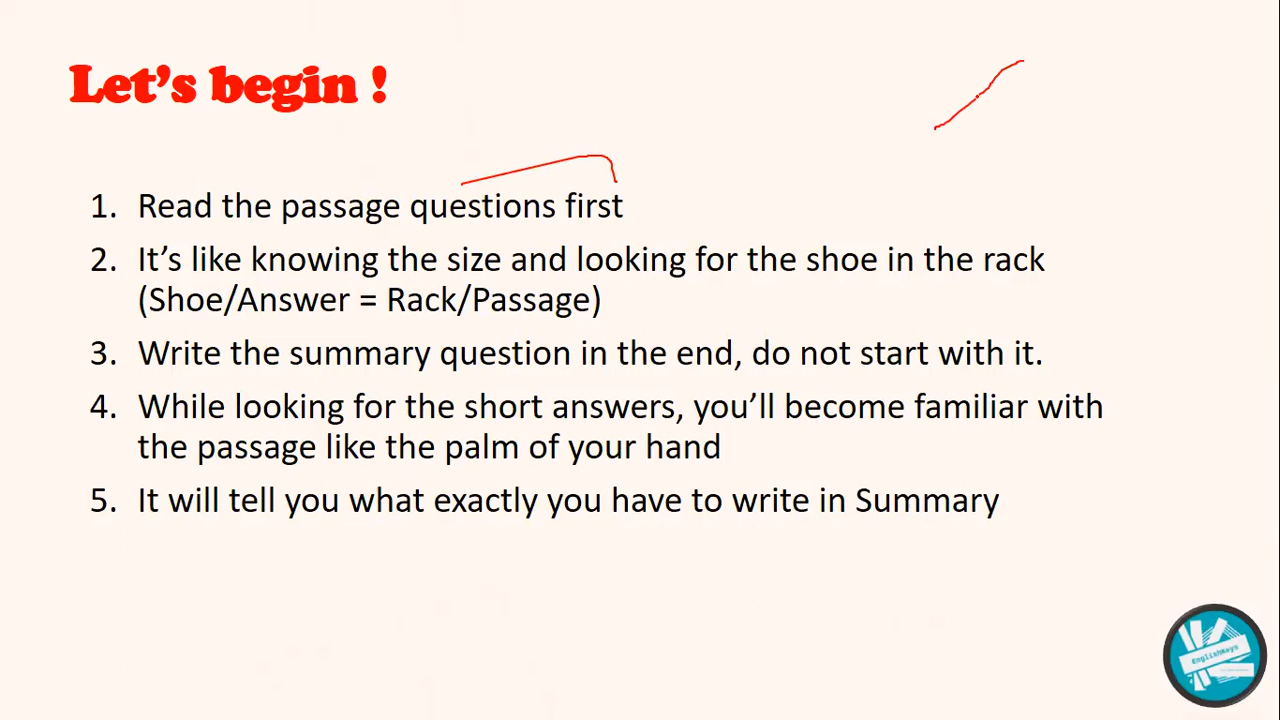 Let's begin !
1. Read the passage questions first
2. It's like knowing the size and looking for the shoe in the rack
(Shoe/Answer = Rack/Passage)
3. Write the summary question in the end, do not start with it.
4. While looking for the short answers, you'll become familiar with
the passage like the palm of your hand
5. It will tell you what exactly you have to write in Summary
EnglishKeys